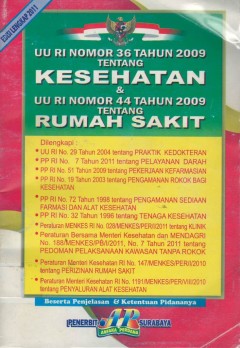 EDISI LENGKAP 2011
UU RI NOMOR 36 TAHUN 2009
TENTANG
KESEHATAN
&
UU RI NOMOR 44 TAHUN 2009
TENTANG
RUMAH SAKIT
Dilengkapi :
UU RI No. 29 Tahun 2004 tentang PRAKTIK KEDOKTERAN
PP RI No. 7 Tahun 2011 tentang PELAYANAN DARAH
PP RI No. 51 Tahun 2009 tentang PEKERJAAN KEFARMASIAN
PP RI No. 19 Tahun 2003 tentang PENGAMANAN ROKOK BAGI
KESEHATAN
PP RI No. 72 Tahun 1998 tentang PENGAMANAN SEDIAAN
FARMASI DAN ALAT KESEHATAN
PP RI No. 32 Tahun 1996 tentang TENAGA KESEHATAN
Peraturan MENKES RI No. 028/MENKES/PER/I/2011 tentang KLINIK
Peraturan Bersama Menteri Kesehatan dan MENDAGRI
No. 188/MENKES/PB/I/2011, No. 7 Tahun 2011 tentang
PEDOMAN PELAKSANAAN KAWASAN TANPA ROKOK
Peraturan Menteri Kesehatan RI No. 147/MENKES/PER/I/2010
tentang PERIZINAN RUMAH SAKIT
Peraturan Menteri Kesehatan RI No. 1191/MENKES/PER/VIII/2010
tentang PENYALURAN ALAT KESEHATAN
Beserta Penjelasan & Ketentuan Pidananya
PENERBIT SURABAYA